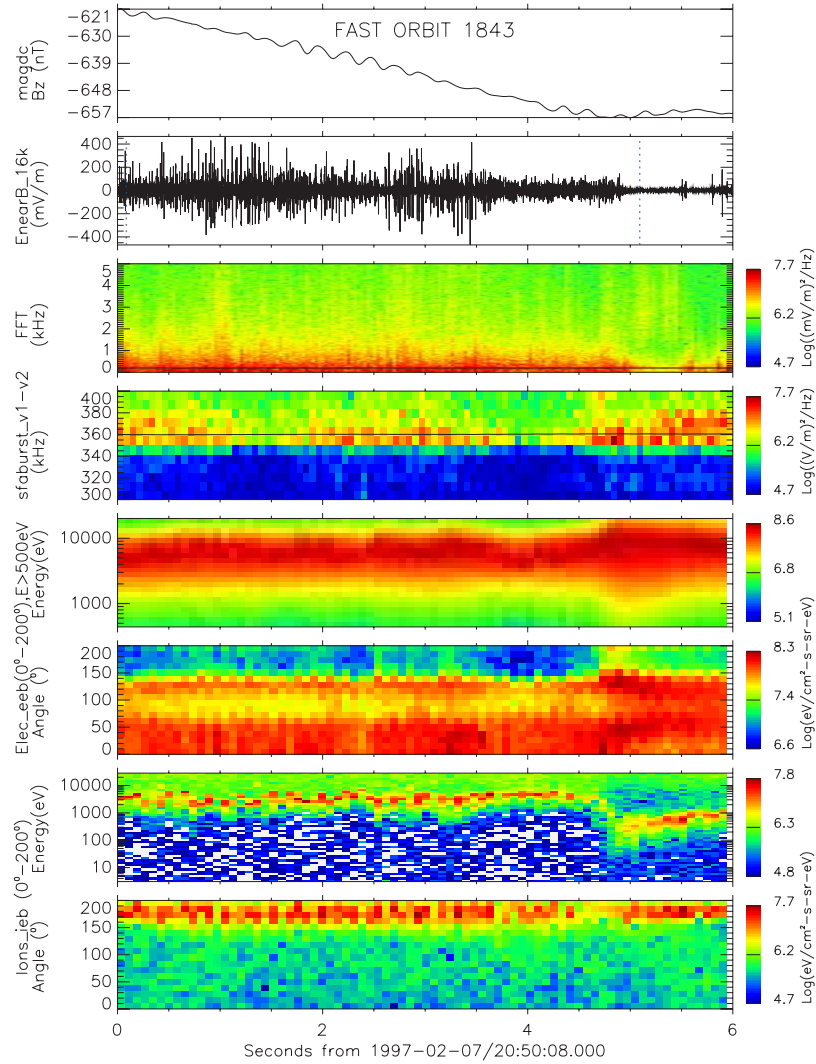 FAST ORBIT 1843
magdc
Bz (nT)
−621
−630
−639
−648
−657
EnearB_16k
(mV/m)
400
200
0
−200
−400
FFT
(kHz)
5
4
3
2
1
0
7.7
6.2
4.7
Log((mV/m)²/Hz)
sfaburst_v1−v2
(kHz)
400
380
360
340
320
300
7.7
6.2
4.7
Log((V/m)²/Hz)
Elec_eeb(0°−200°),E>500eV
Energy(eV)
10000
1000
8.6
6.8
5.1
Log(eV/cm²−s−sr−eV)
Angle (°)
200
150
100
50
0
8.3
7.4
6.6
Log(eV/cm²−s−sr−eV)
Ions_ieb (0°−200°)
Energy(eV)
10000
1000
100
10
7.8
6.3
4.8
Log(eV/cm²−s−sr−eV)
Angle (°)
200
150
100
50
0
7.7
6.2
4.7
Log(eV/cm²−s−sr−eV)
0
2
4
6
Seconds from 1997−02−07/20:50:08.000